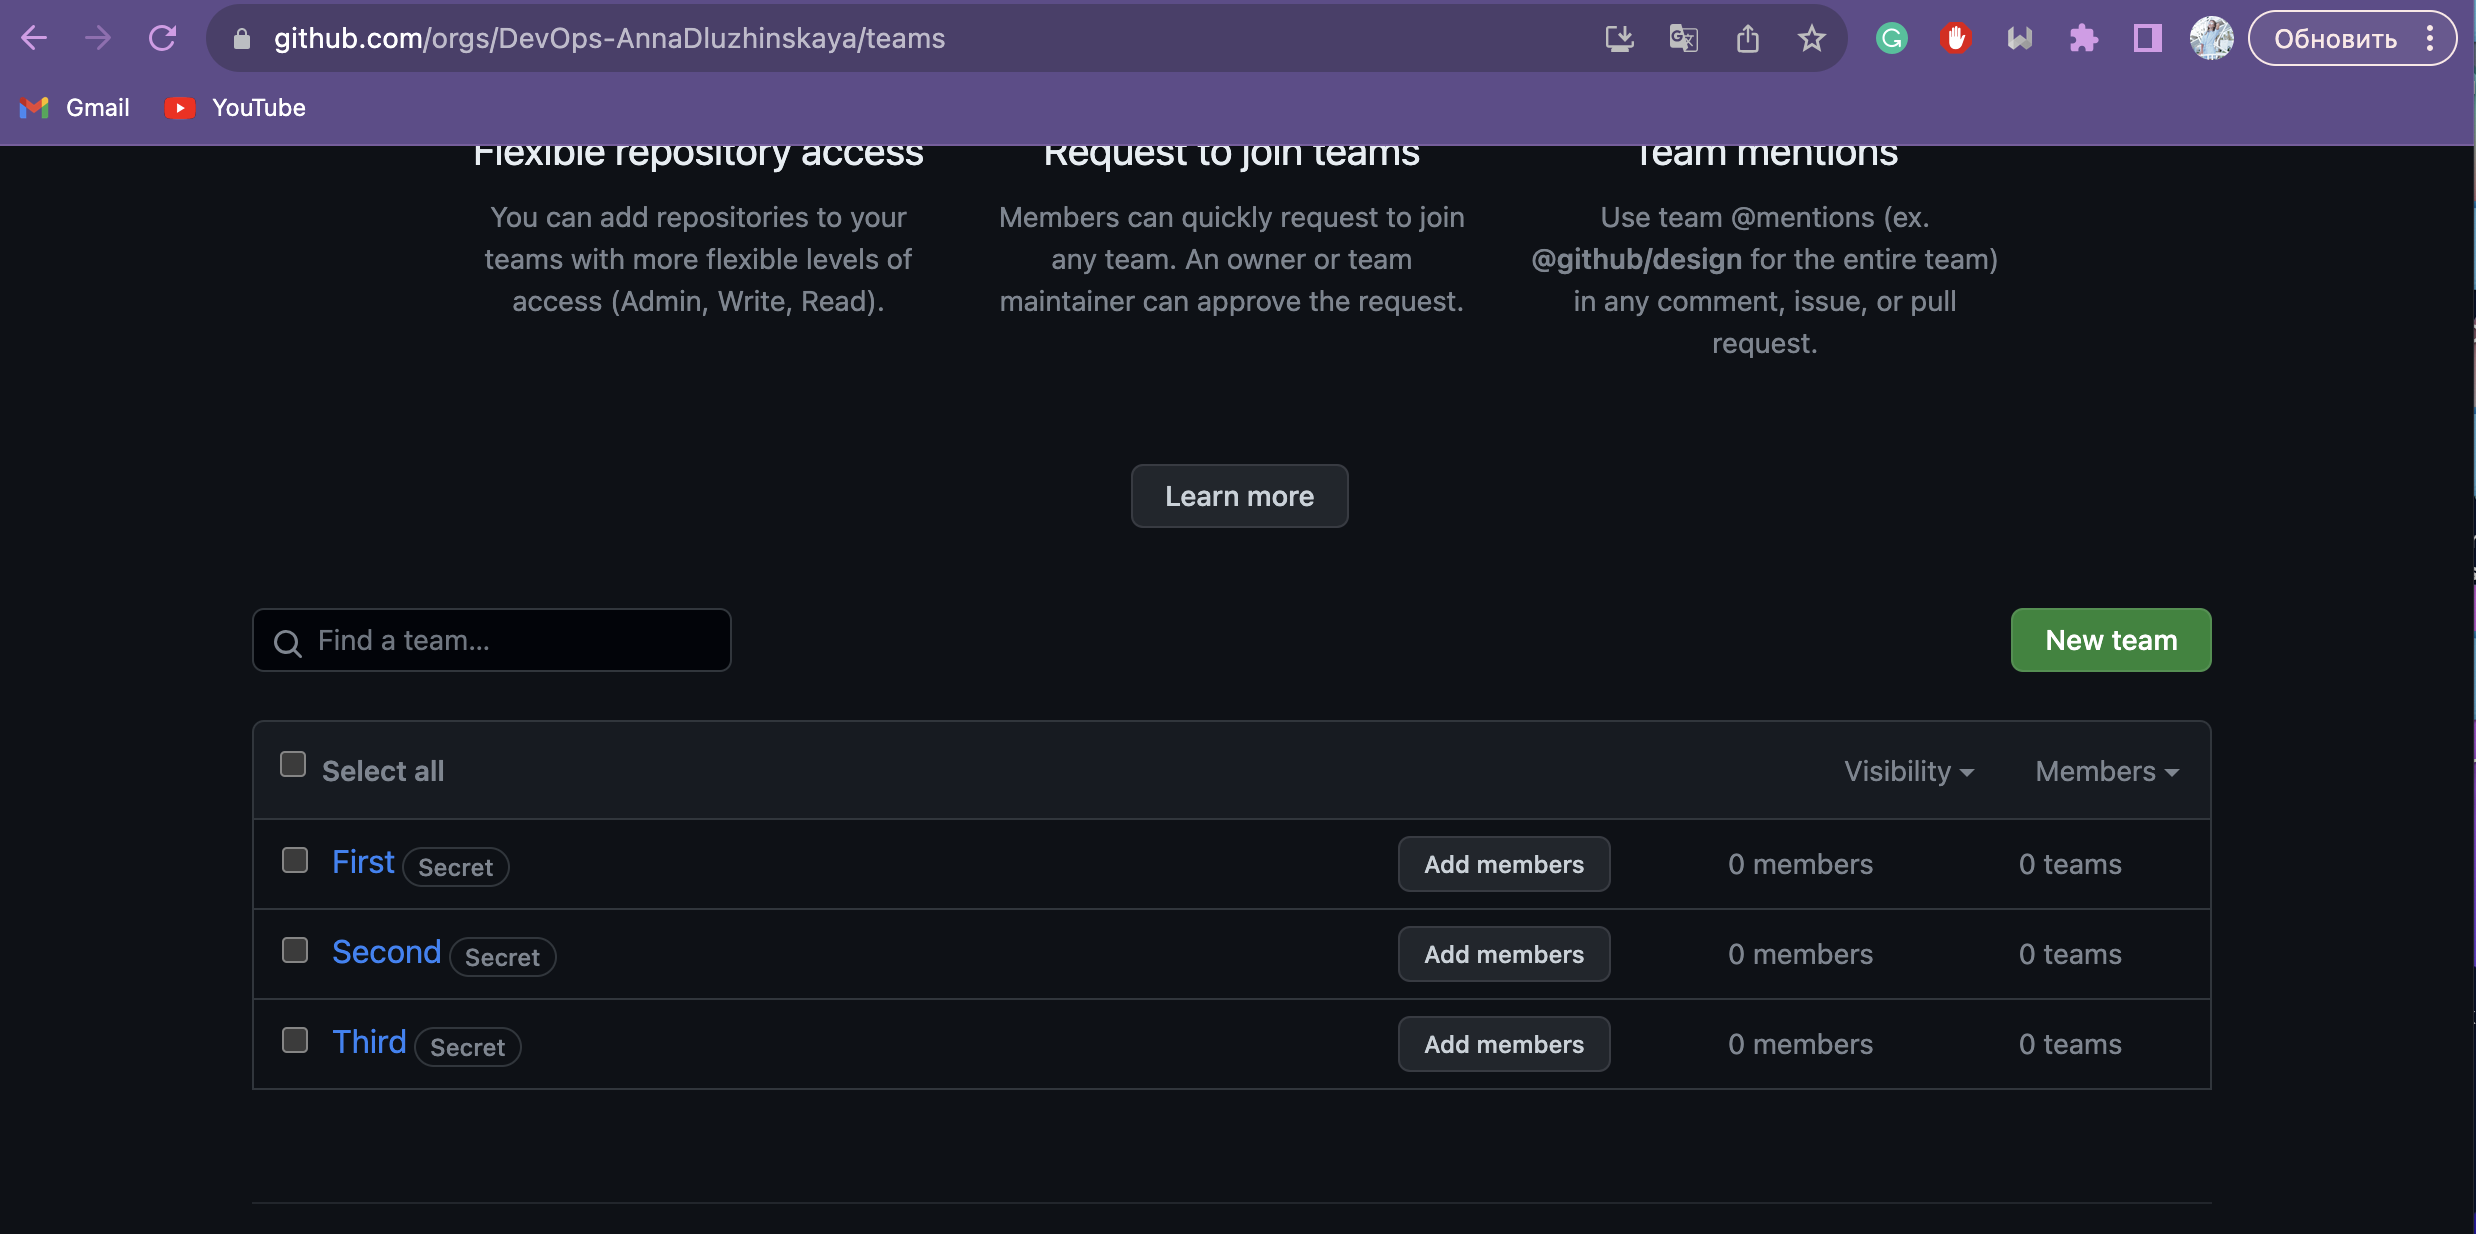 github.com/orgs/DevOps-AnnaDluzhinskaya/teams
Обновить
Gmail
YouTube
Flexible repository access
You can add repositories to your
teams with more flexible levels of
access (Admin, Write, Read).
Request to join teams
Members can quickly request to join
any team. An owner or team
maintainer can approve the request.
Team mentions
Use team @mentions (ex.
@github/design for the entire team)
in any comment, issue, or pull
request.
Learn more
Find a team...
New team
Select all
Visibility
Members
First Secret Add members 0 members 0 teams
Second Secret Add members 0 members 0 teams
Third Secret Add members 0 members 0 teams